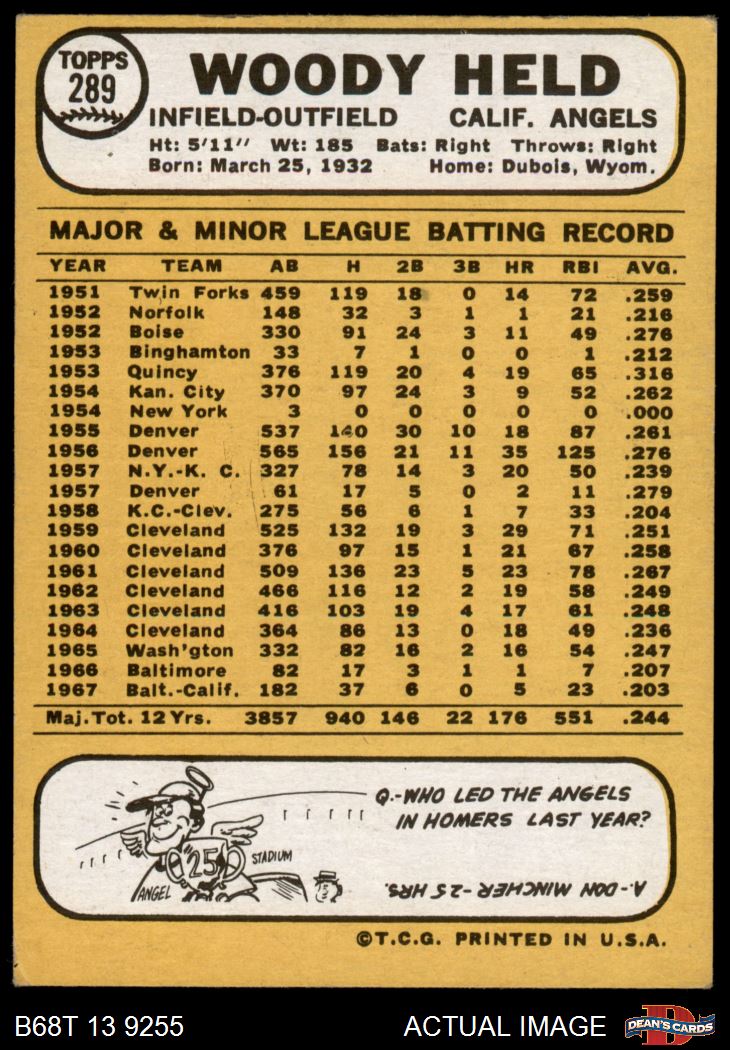 TOPPS
289
WOODY HELD
INFIELD-OUTFIELD CALIF. ANGELS
Ht: 5'11" Wt: 185 Bats: Right Throws: Right
Born: March 25, 1932 Home: Dubois, Wyom.
MAJOR & MINOR LEAGUE BATTING RECORD
YEAR TEAM AB H 2B 3B HR RBI AVG.
1951 Twin Forks 459 119 18 0 14 72 .259
1952 Norfolk 148 32 3 1 1 21 .216
1952 Boise 330 91 24 3 11 49 .276
1953 Binghamton 33 7 1 0 0 1 .212
1953 Quincy 376 119 20 4 19 65 .316
1954 Kan. City 370 97 24 3 9 52 .262
1954 New York 3 0 0 0 0 0 .000
1955 Denver 537 140 30 10 18 87 .261
1956 Denver 565 156 21 11 35 125 .276
1957 N.Y.-K. C. 327 78 14 3 20 50 .239
1957 Denver 61 17 5 0 2 11 .279
1958 K.C.-Clev. 275 56 6 1 7 33 .204
1959 Cleveland 525 132 19 3 29 71 .251
1960 Cleveland 376 97 15 1 21 67 .258
1961 Cleveland 509 136 23 5 23 78 .267
1962 Cleveland 466 116 12 2 19 58 .249
1963 Cleveland 416 103 19 4 17 61 .248
1964 Cleveland 364 86 13 0 18 49 .236
1965 Wash'gton 332 82 16 2 16 54 .247
1966 Baltimore 82 17 3 1 1 7 .207
1967 Balt.-Calif. 182 37 6 0 5 23 .203
Maj.Tot. 12 Yrs. 3857 940 146 22 176 551 .244
Q.-WHO LED THE ANGELS
IN HOMERS LAST YEAR?
25
STADIUM
ANGEL
A.-DON MINCHER-25 HRS.
©T.C.G. PRINTED IN U.S.A.
B68T 13 9255 ACTUAL IMAGE
D
DEAN'S CARDS